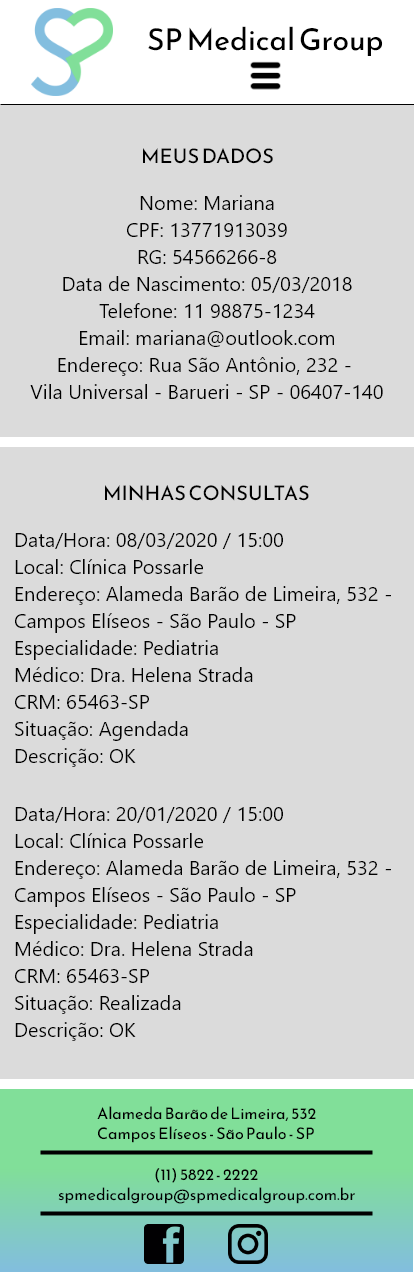 SP Medical Group
MEUS DADOS
Nome: Mariana
CPF: 13771913039
RG: 54566266-8
Data de Nascimento: 05/03/2018
Telefone: 11 98875-1234
Email: mariana@outlook.com
Endereço: Rua São Antônio, 232 -
Vila Universal - Barueri - SP - 06407-140
MINHAS CONSULTAS
Data/Hora: 08/03/2020 / 15:00
Local: Clínica Possarle
Endereço: Alameda Barão de Limeira, 532 -
Campos Elíseos - São Paulo - SP
Especialidade: Pediatria
Médico: Dra. Helena Strada
CRM: 65463-SP
Situação: Agendada
Descrição: OK
Data/Hora: 20/01/2020 / 15:00
Local: Clínica Possarle
Endereço: Alameda Barão de Limeira, 532 -
Campos Elíseos - São Paulo - SP
Especialidade: Pediatria
Médico: Dra. Helena Strada
CRM: 65463-SP
Situação: Realizada
Descrição: OK
Alameda Barão de Limeira, 532
Campos Elíseos - São Paulo - SP
(11) 5822 - 2222
spmedicalgroup@spmedicalgroup.com.br